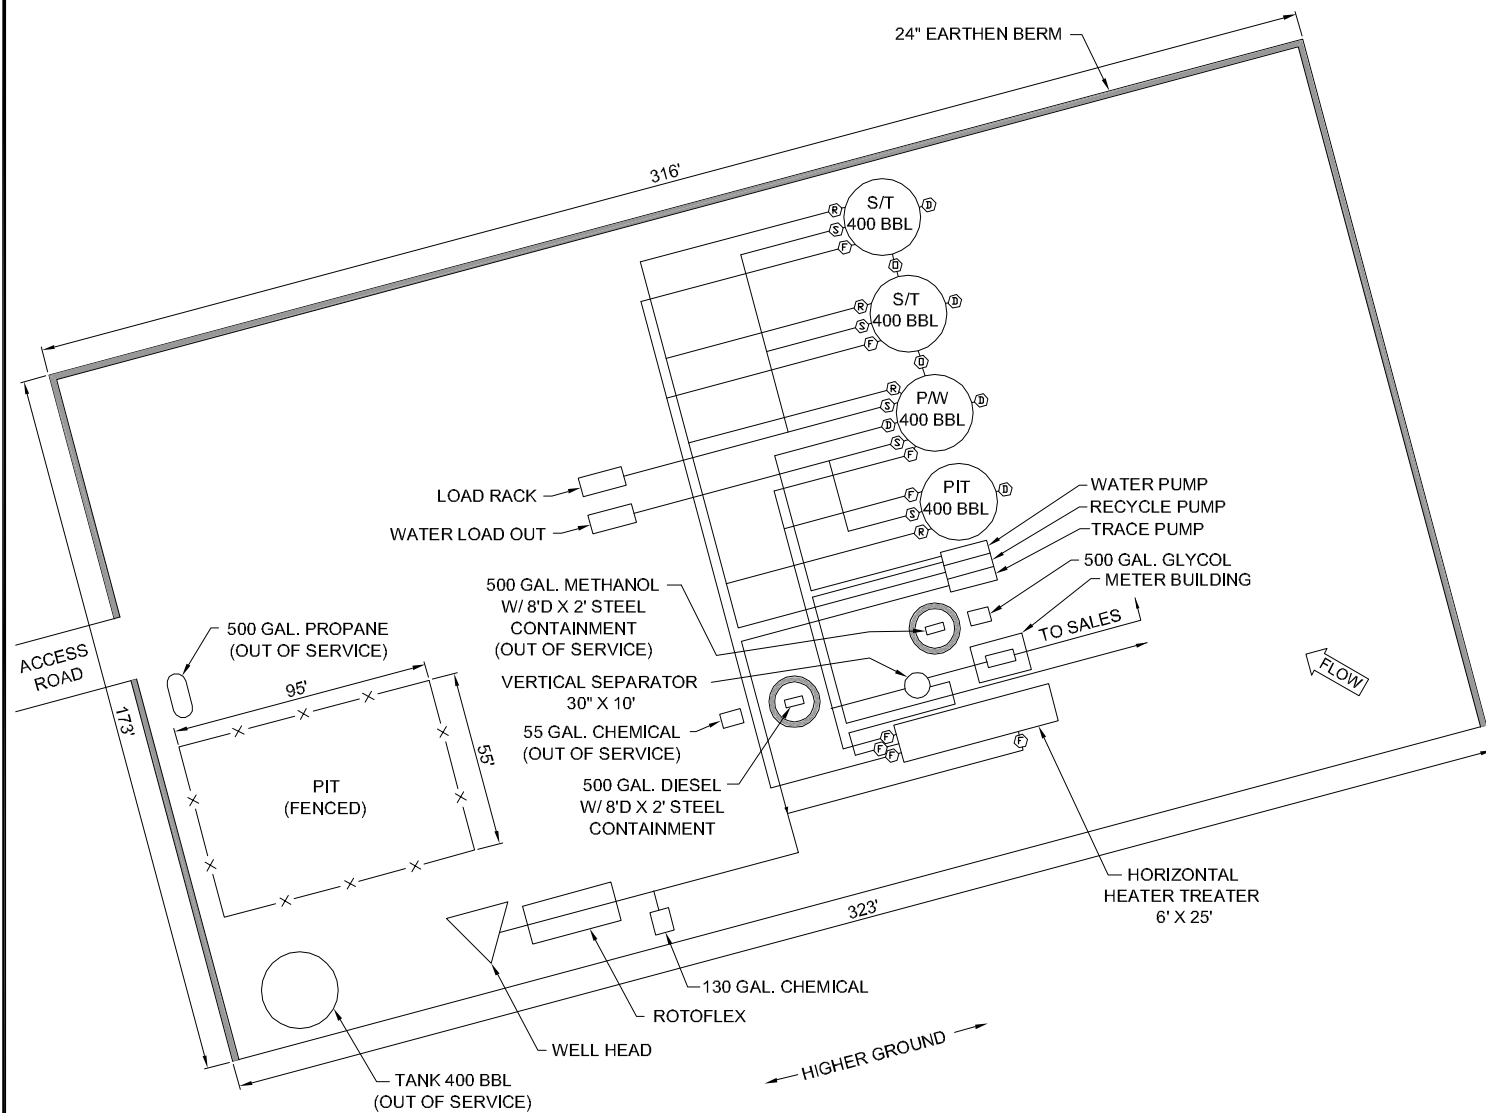 24" EARTHEN BERM
316'
S/T
400 BBL
R
S
F
D
D
S/T
400 BBL
R
S
F
D
D
P/W
400 BBL
R
S
D
S
F
D
PIT
400 BBL
F
S
R
D
LOAD RACK
WATER LOAD OUT
WATER PUMP
RECYCLE PUMP
TRACE PUMP
500 GAL. GLYCOL
METER BUILDING
TO SALES
FLOW
500 GAL. METHANOL
W/ 8'D X 2' STEEL
CONTAINMENT
(OUT OF SERVICE)
VERTICAL SEPARATOR
30" X 10'
55 GAL. CHEMICAL
(OUT OF SERVICE)
500 GAL. DIESEL
W/ 8'D X 2' STEEL
CONTAINMENT
F
F
F
F
500 GAL. PROPANE
(OUT OF SERVICE)
ACCESS
ROAD
173'
95'
55'
PIT
(FENCED)
HORIZONTAL
HEATER TREATER
6' X 25'
323'
130 GAL. CHEMICAL
ROTOFLEX
WELL HEAD
TANK 400 BBL
(OUT OF SERVICE)
HIGHER GROUND